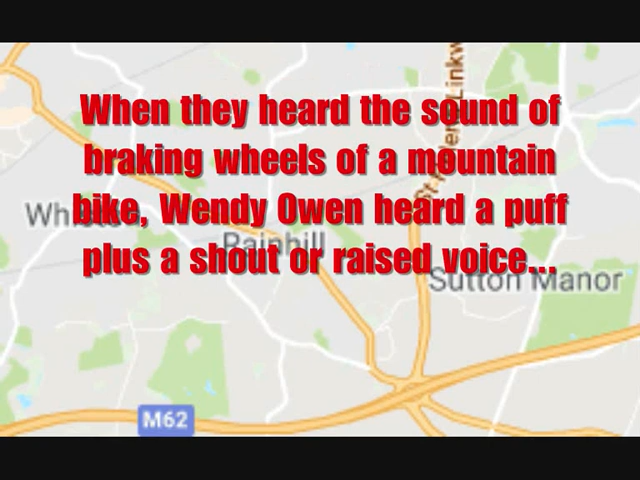 When they heard the sound of
braking wheels of a mountain
bike, Wendy Owen heard a puff
plus a shout or raised voice...
Rainhill
Sutton Manor
M62